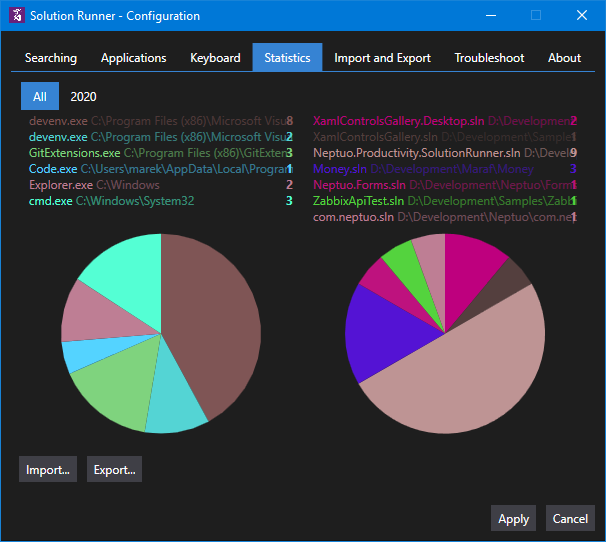 Solution Runner - Configuration
Searching Applications Keyboard Statistics Import and Export Troubleshoot About
All 2020
devenv.exe C:\Program Files (x86)\Microsoft Visu 8
devenv.exe C:\Program Files (x86)\Microsoft Visu 2
GitExtensions.exe C:\Program Files (x86)\GitExten 3
Code.exe C:\Users\marek\AppData\Local\Program 1
Explorer.exe C:\Windows 2
cmd.exe C:\Windows\System32 3
XamlControlsGallery.Desktop.sln D:\Development 2
XamlControlsGallery.sln D:\Development\Sample 1
Neptuo.Productivity.SolutionRunner.sln D:\Devel 9
Money.sln D:\Development\Maraf\Money 3
Neptuo.Forms.sln D:\Development\Neptuo\Form 1
ZabbixApiTest.sln D:\Development\Samples\Zabb 1
com.neptuo.sln D:\Development\Neptuo\com.net 1
Import... Export...
Apply Cancel